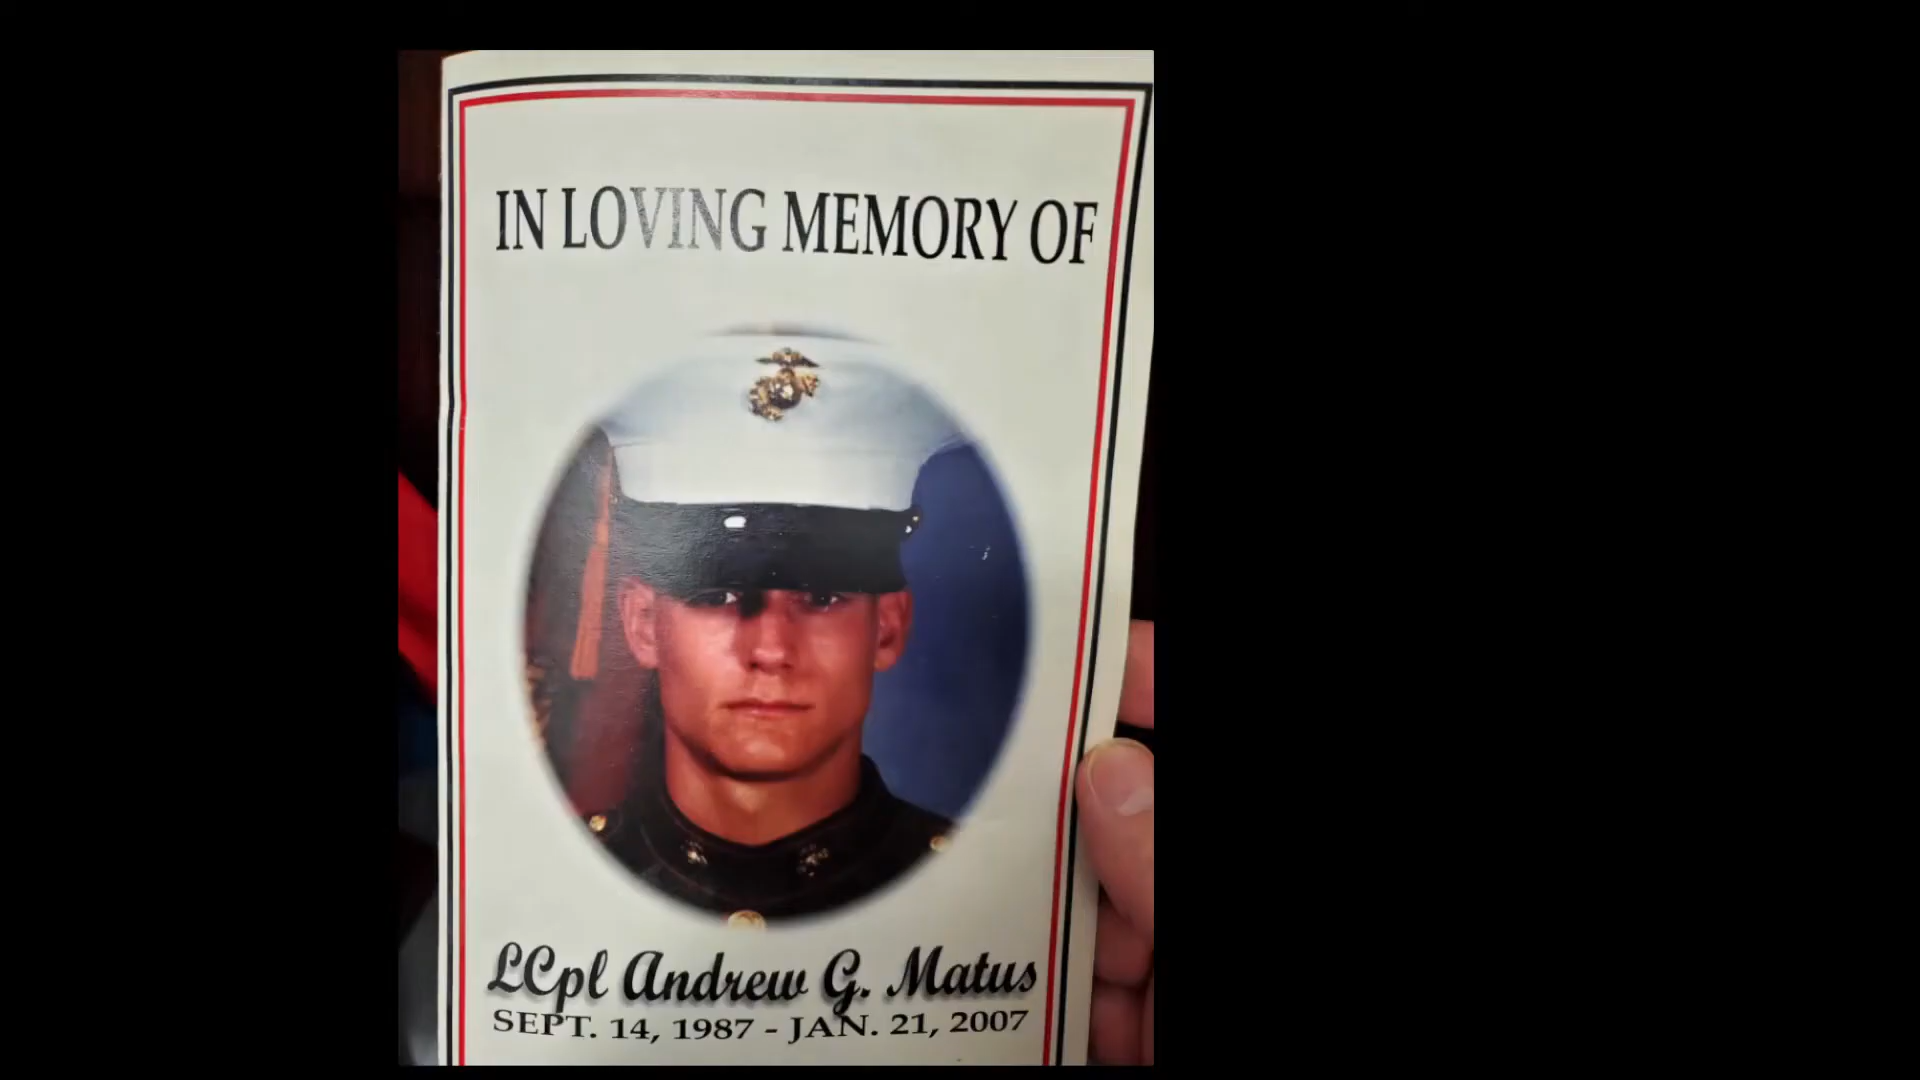 IN LOVING MEMORY OF
LCpl Andrew G. Matus
SEPT. 14, 1987 - JAN. 21, 2007